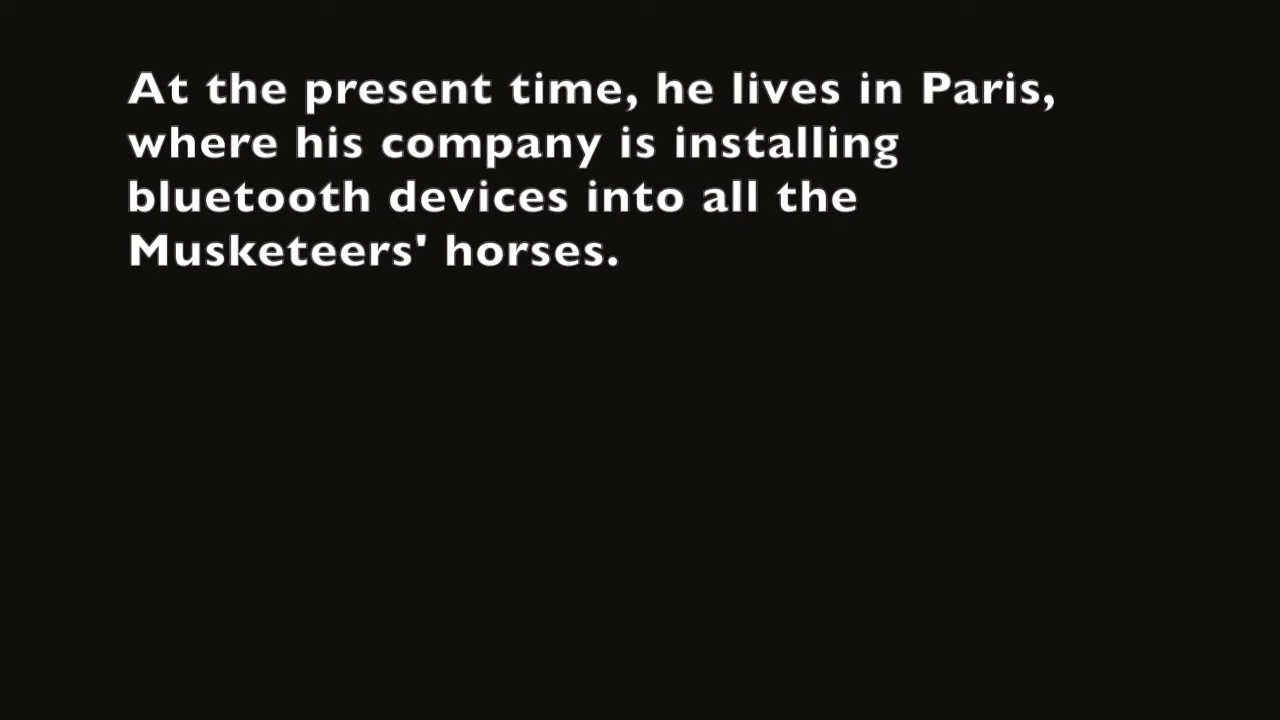 At the present time, he lives in Paris,
where his company is installing
bluetooth devices into all the
Musketeers' horses.